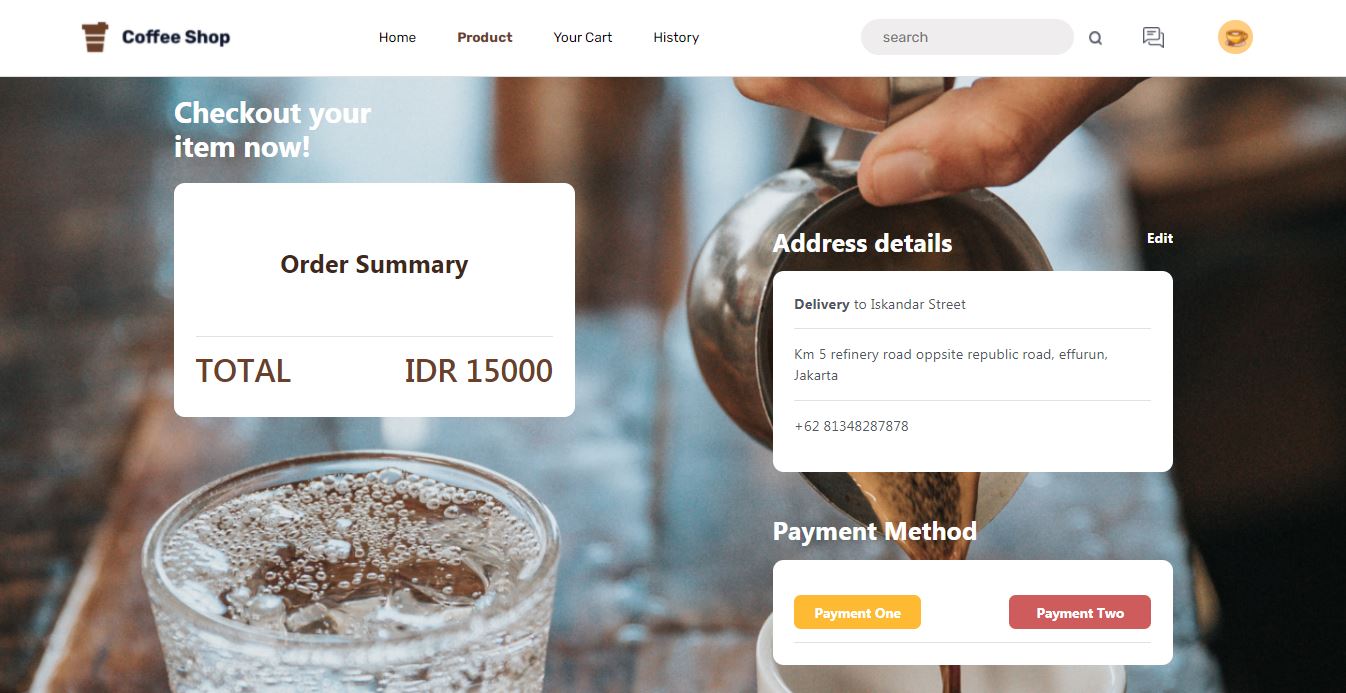 Coffee Shop
Home
Product
Your Cart
History
search
Checkout your
item now!
Order Summary
TOTAL
IDR 15000
Address details
Edit
Delivery to Iskandar Street
Km 5 refinery road oppsite republic road, effurun,
Jakarta
+62 81348287878
Payment Method
Payment One
Payment Two